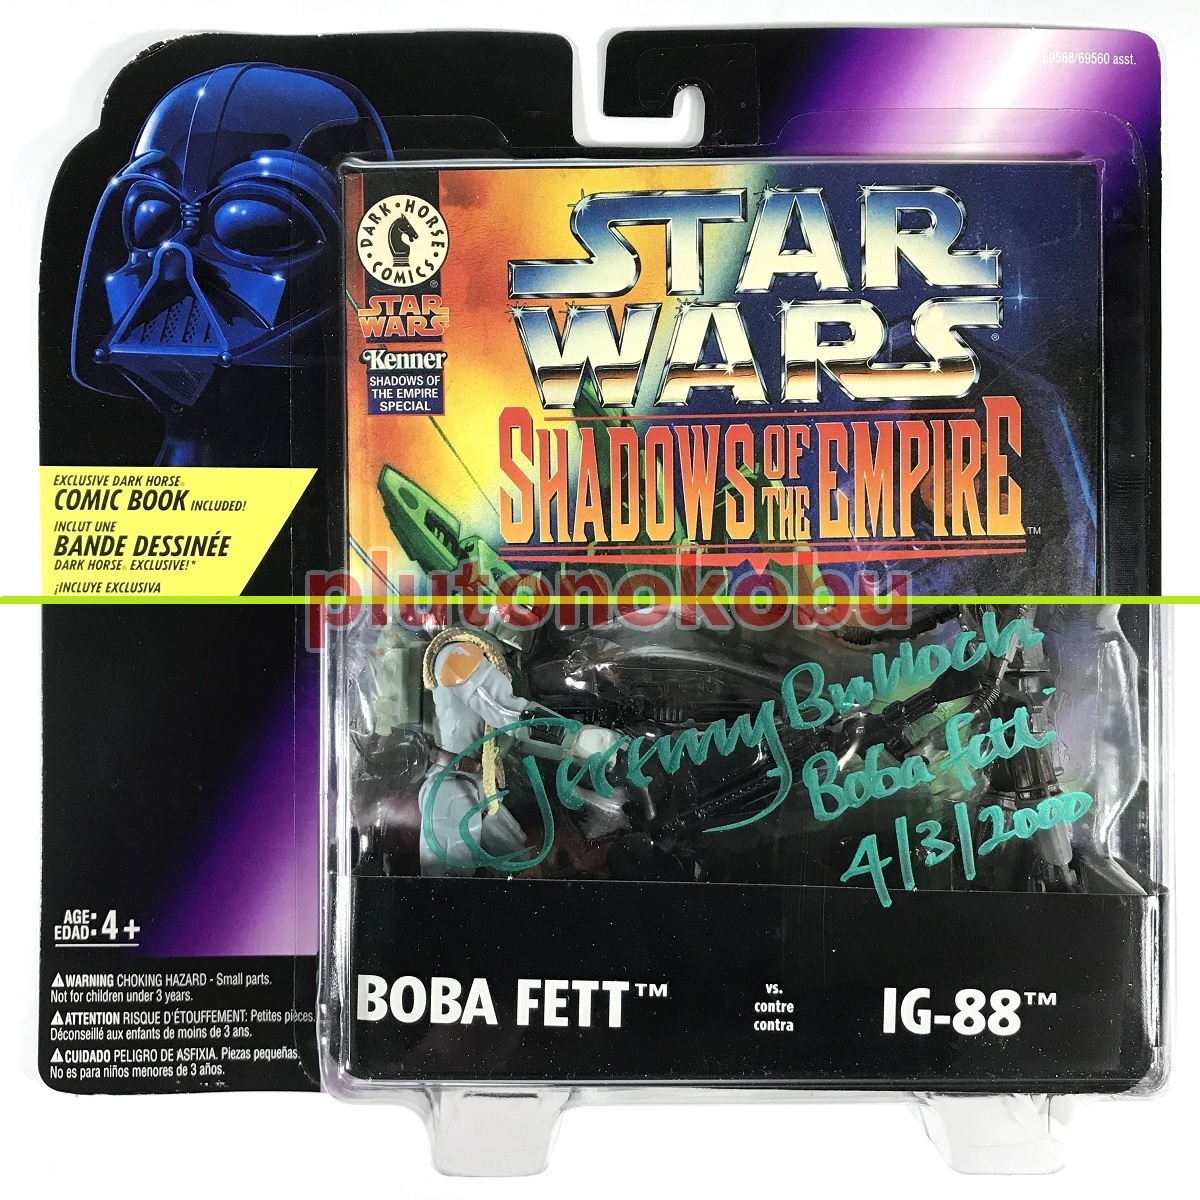 69568/69560 asst.
DARK · HORSE · COMICS ·
®
STAR
WARS
Kenner
SHADOWS OF
THE EMPIRE
SPECIAL
STAR
WARS
®
SHADOWS OF THE EMPIRE
™
EXCLUSIVE DARK HORSE®
COMIC BOOK INCLUDED!
INCLUT UNE
BANDE DESSINÉE
DARK HORSE® EXCLUSIVE!*
¡INCLUYE EXCLUSIVA
plutonokobu
Jeremy Bulloch
Boba Fett
4/3/2000
AGE:
EDAD: 4+
⚠WARNING CHOKING HAZARD - Small parts.
Not for children under 3 years.
⚠ATTENTION RISQUE D'ÉTOUFFEMENT: Petites pièces.
Déconseillé aux enfants de moins de 3 ans.
⚠CUIDADO PELIGRO DE ASFIXIA. Piezas pequeñas.
No es para niños menores de 3 años.
BOBA FETT™
vs.
contre
contra
IG-88™